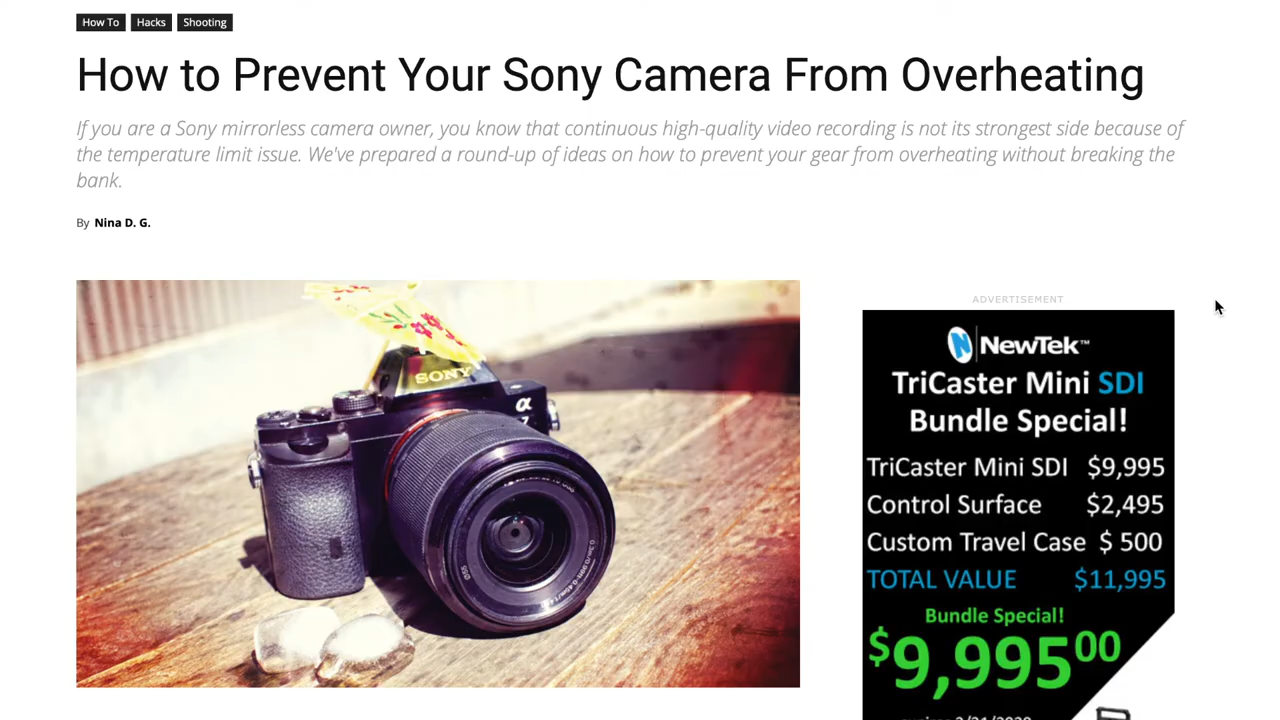 How To
Hacks
Shooting
How to Prevent Your Sony Camera From Overheating
If you are a Sony mirrorless camera owner, you know that continuous high-quality video recording is not its strongest side because of
the temperature limit issue. We've prepared a round-up of ideas on how to prevent your gear from overheating without breaking the
bank.
By Nina D. G.
SONY
α
7
ADVERTISEMENT
NewTek™
TriCaster Mini SDI
Bundle Special!
TriCaster Mini SDI $9,995
Control Surface $2,495
Custom Travel Case $ 500
TOTAL VALUE $11,995
Bundle Special!
$9,99500